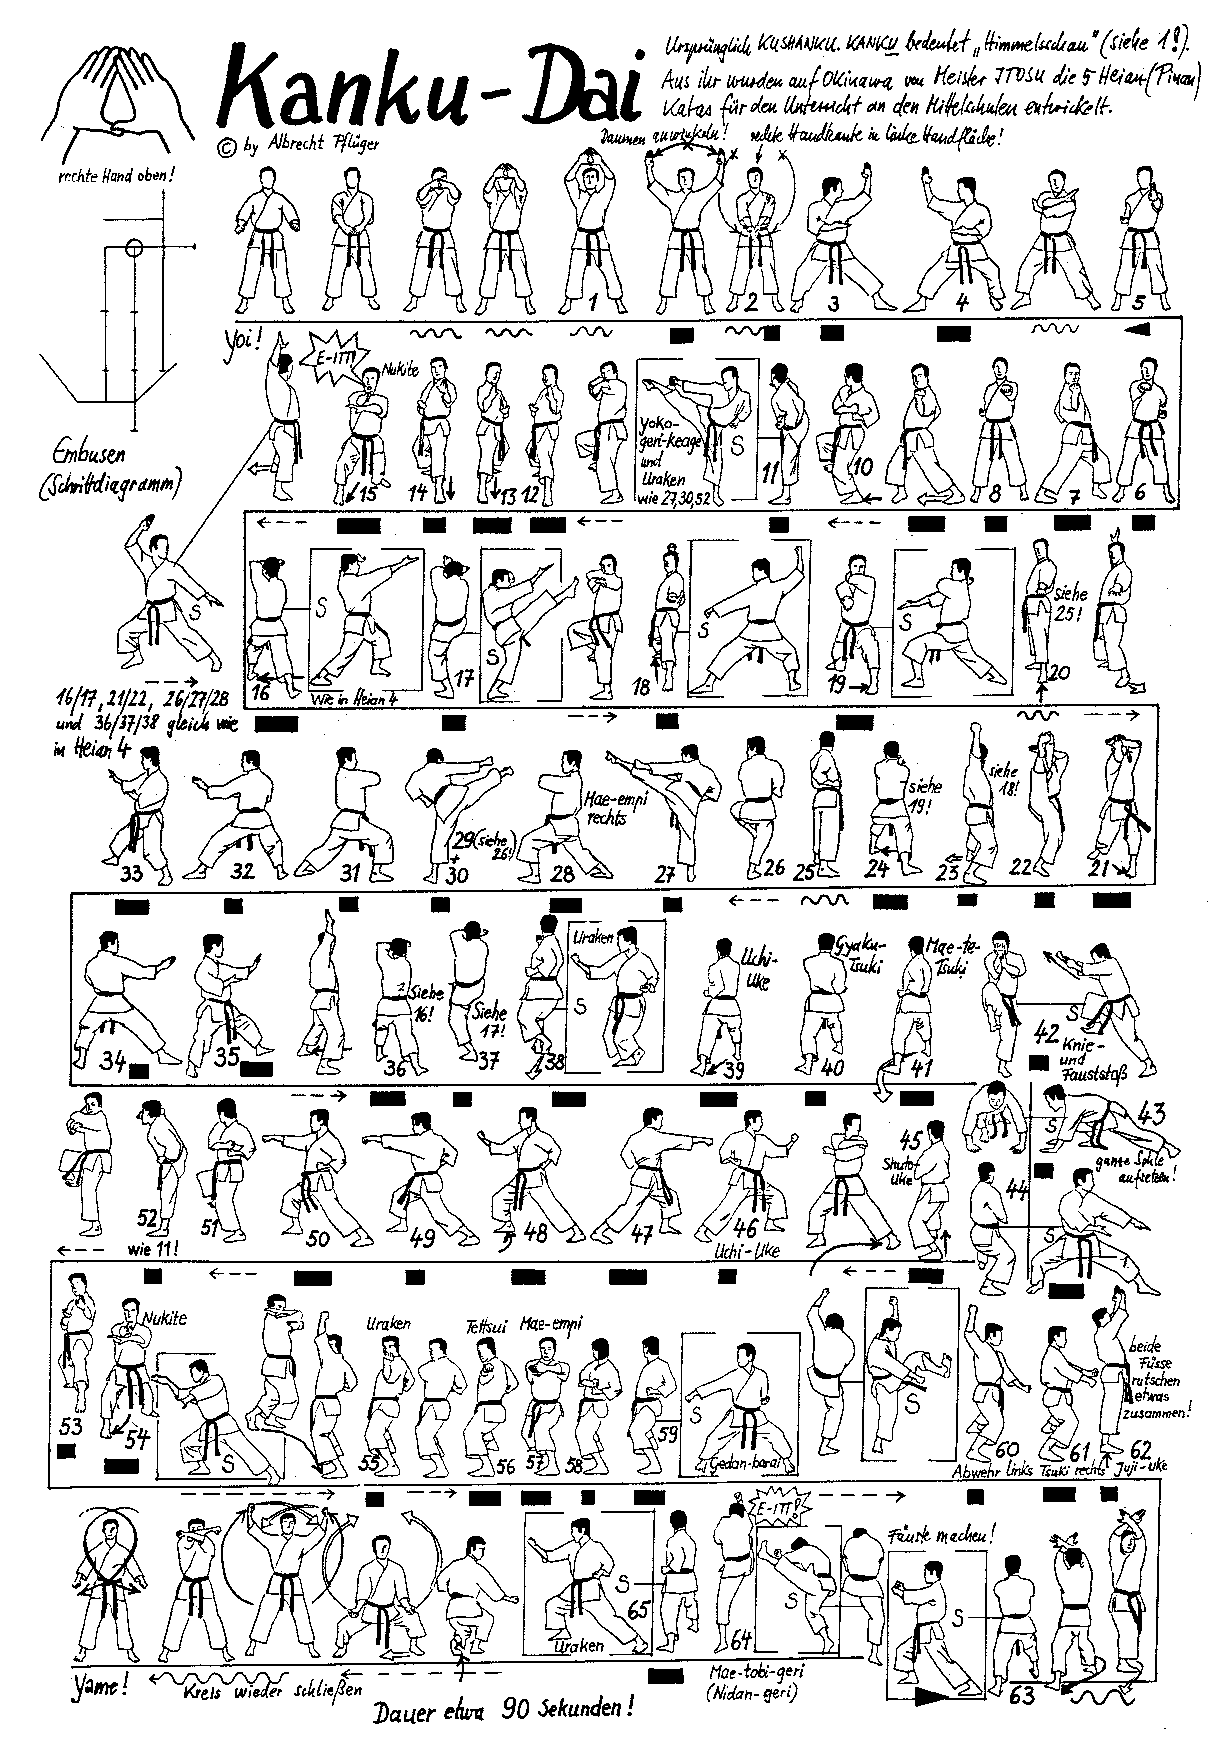 Kanku-Dai
© by Albrecht Pflüger
Ursprünglich KUSHANKU. KANKU bedeutet „Himmelsschau" (siehe 1!).
Aus ihr wurden auf Okinawa von Meister ITOSU die 5 Heian-(Pinan)
Katas für den Unterricht an den Mittelschulen entwickelt.
Daumen anwinkeln! rechte Handkante in linke Handfläche!
rechte Hand oben!
1 2 3 4 5
Yoi!
E-ITT!
Nukite
Yoko-
geri-keage
und
Uraken
wie 27,30,52
S
15 14 13 12 11 10 8 7 6
Embusen
(Schrittdiagramm)
S
16/17, 21/22, 26/27/28
und 36/37/38 gleich wie
in Heian 4
S S S S
siehe
25!
16 Wie in Heian 4 17 18 19 20
siehe
26!
Mae-empi
rechts
siehe
19!
siehe
18!
33 32 31 29 (siehe 26!)
+
30 28 27 26 25 24 23 22 21
Uraken
Uchi-
Uke
Gyaku-
Tsuki
Mae-te-
Tsuki
Siehe
16!
Siehe
17!
S S
34 35 36 37 38 39 40 41 42
Knie-
und
Fauststoß
S 43
ganze Sohle
aufsetzen!
45
Shuto-
Uke
44
S
52 51 50 49 48 47 46
wie 11! Uchi-Uke
Nukite
Uraken Tettsui Mae-empi
beide
Füsse
rutschen
etwas
zusammen!
53 54 S 55 56 57 58 59 S Gedan-barai S 60 61 62
Abwehr links Tsuki rechts Juji-uke
E-ITT!
Fäuste machen!
S S S
Uraken 65 64 63
Yame!
Kreis wieder schließen
Mae-tobi-geri
(Nidan-geri)
Dauer etwa 90 Sekunden!